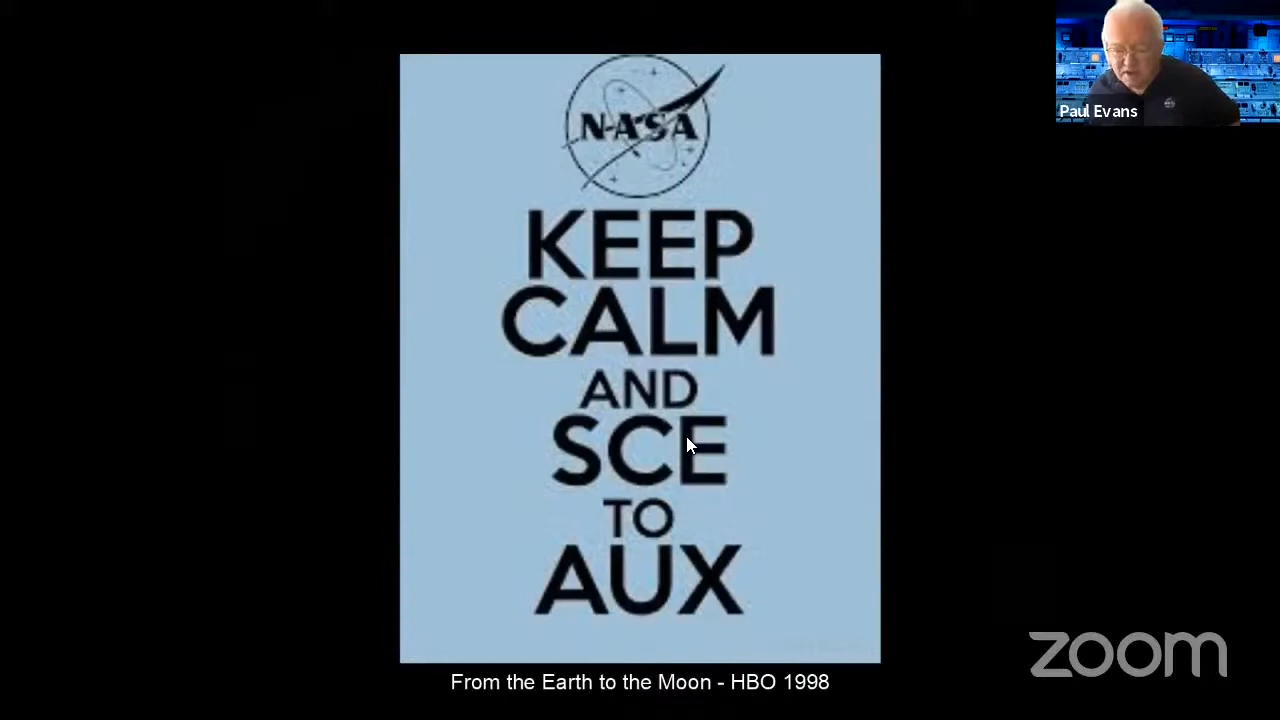 NASA
KEEP
CALM
AND
SCE
TO
AUX
From the Earth to the Moon - HBO 1998
Paul Evans
zoom